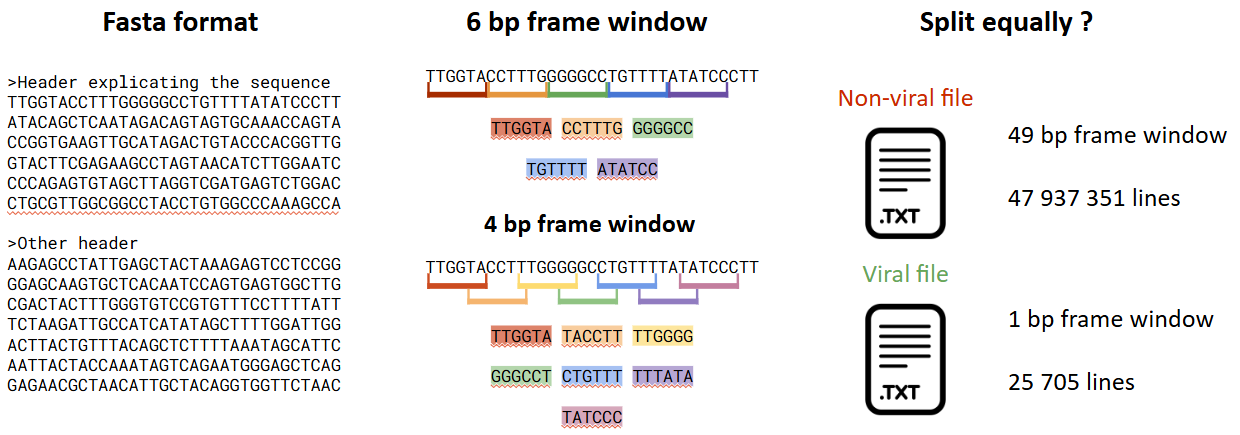 Fasta format
>Header explicating the sequence
TTGGTACCTTTGGGGGCCTGTTTTATATCCCTT
ATACAGCTCAATAGACAGTAGTGCAAACCAGTA
CCGGTGAAGTTGCATAGACTGTACCCACGGTTG
GTACTTCGAGAAGCCTAGTAACATCTTGGAATC
CCCAGAGTGTAGCTTAGGTCGATGAGTCTGGAC
CTGCGTTGGCGGCCTACCTGTGGCCCAAAGCCA
>Other header
AAGAGCCTATTGAGCTACTAAAGAGTCCTCCGG
GGAGCAAGTGCTCACAATCCAGTGAGTGGCTTG
CGACTACTTTGGGTGTCCGTGTTTCCTTTTATT
TCTAAGATTGCCATCATATAGCTTTTGGATTGG
ACTTACTGTTTACAGCTCTTTTAAATAGCATTC
AATTACTACCAAATAGTCAGAATGGGAGCTCAG
GAGAACGCTAACATTGCTACAGGTGGTTCTAAC
6 bp frame window
TTGGTACCTTTGGGGGCCTGTTTTATATCCCTT
TTGGTA CCTTTG GGGGCC
TGTTTT ATATCC
4 bp frame window
TTGGTACCTTTGGGGGCCTGTTTTATATCCCTT
TTGGTA TACCTT TTGGGG
GGGCCT CTGTTT TTTATA
TATCCC
Split equally ?
Non-viral file
.TXT
49 bp frame window
47 937 351 lines
Viral file
.TXT
1 bp frame window
25 705 lines